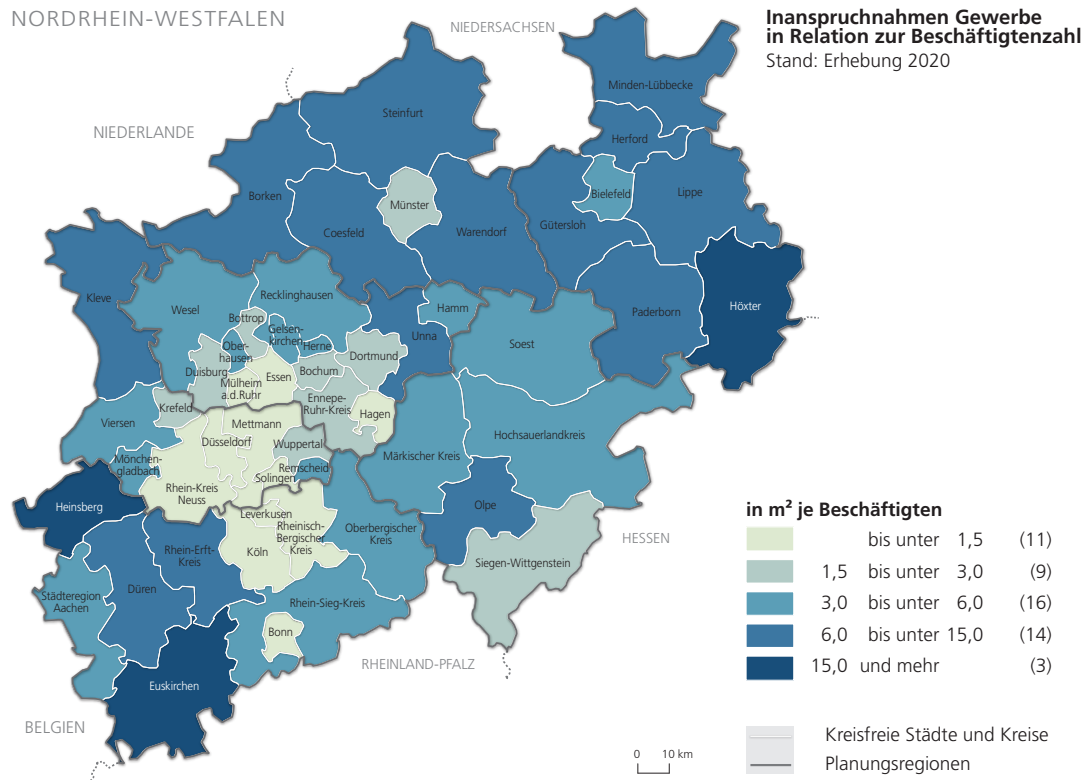 NORDRHEIN-WESTFALEN
Inanspruchnahmen Gewerbe
in Relation zur Beschäftigtenzahl
Stand: Erhebung 2020
NIEDERSACHSEN
NIEDERLANDE
Minden-Lübbecke
Steinfurt
Herford
Borken
Münster
Bielefeld
Lippe
Coesfeld
Warendorf
Gütersloh
Kleve
Wesel
Recklinghausen
Hamm
Paderborn
Höxter
Bottrop
Gelsen-
kirchen
Ober-
hausen
Herne
Unna
Soest
Dortmund
Duisburg
Mülheim
a.d.Ruhr
Essen
Bochum
Ennepe-
Ruhr-Kreis
Krefeld
Hagen
Viersen
Mettmann
Düsseldorf
Wuppertal
Hochsauerlandkreis
Mönchen-
gladbach
Remscheid
Solingen
Märkischer Kreis
Rhein-Kreis
Neuss
Heinsberg
Leverkusen
Rheinisch-
Bergischer
Kreis
Oberbergischer
Kreis
Olpe
Köln
Rhein-Erft-
Kreis
Siegen-Wittgenstein
HESSEN
Düren
Städteregion
Aachen
Rhein-Sieg-Kreis
Bonn
RHEINLAND-PFALZ
Euskirchen
BELGIEN
in m² je Beschäftigten
bis unter 1,5 (11)
1,5 bis unter 3,0 (9)
3,0 bis unter 6,0 (16)
6,0 bis unter 15,0 (14)
15,0 und mehr (3)
0 10 km
Kreisfreie Städte und Kreise
Planungsregionen